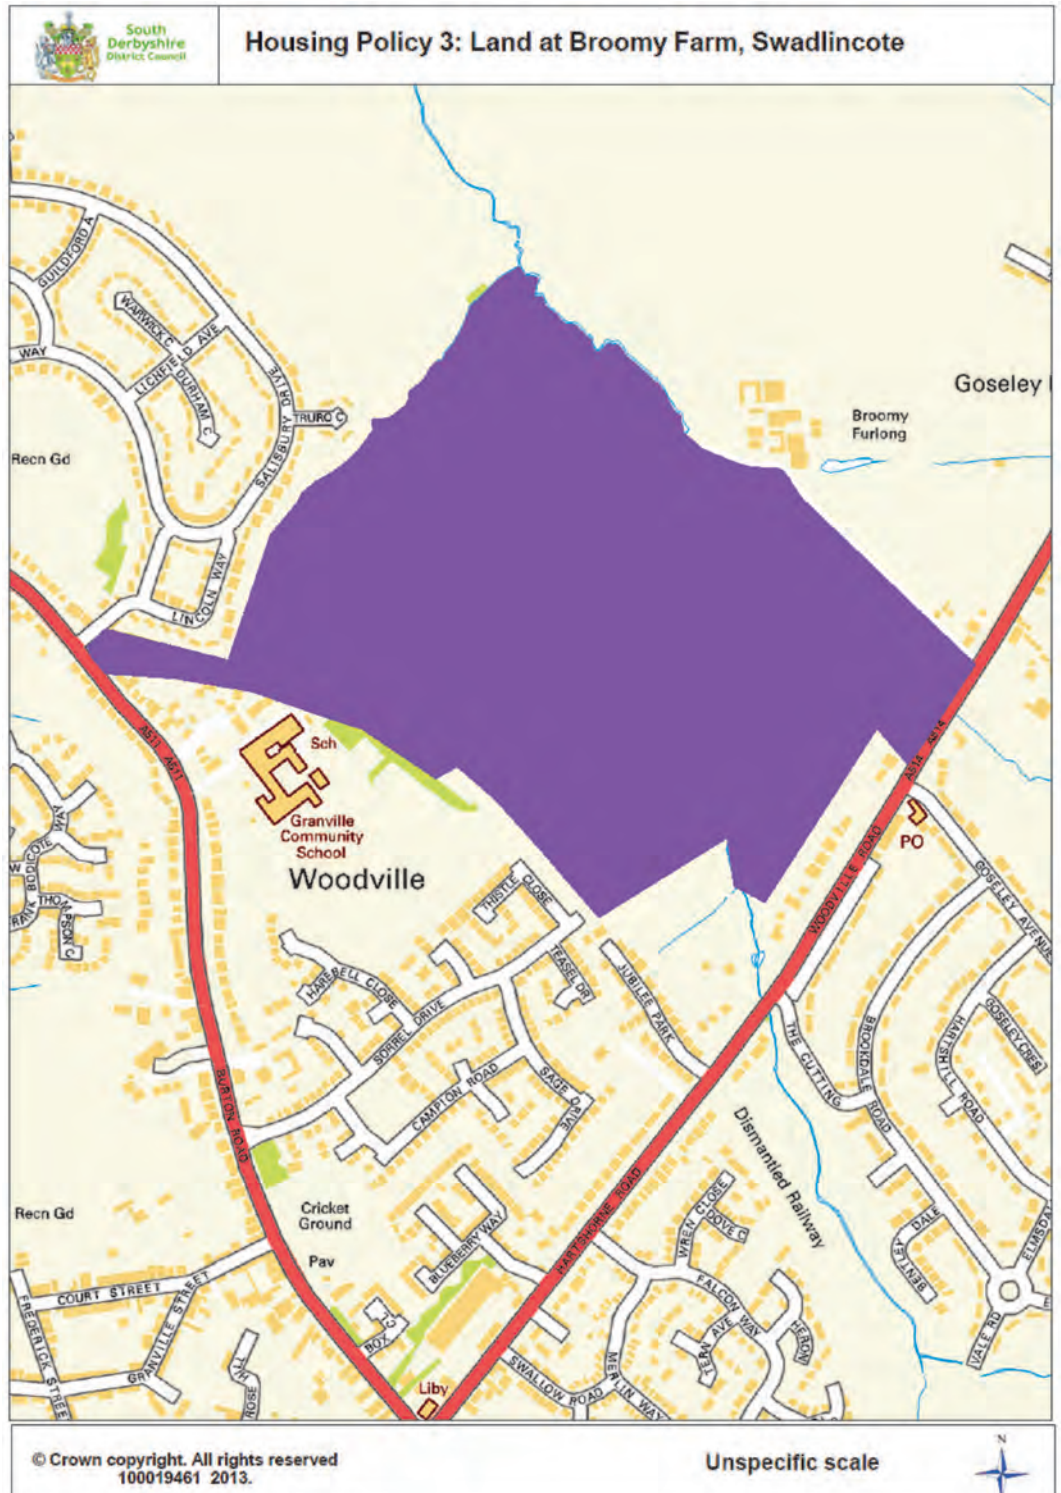 South
Derbyshire
District Council
Housing Policy 3: Land at Broomy Farm, Swadlincote
GUILDFORD A
WARWICK C
LICHFIELD AVE
DURHAM C
WAY
SALISBURY DRIVE
TRURO C
Recn Gd
LINCOLN WAY
Goseley
Broomy
Furlong
A511 A511
Sch
Granville
Community
School
Woodville
A514 A514
PO
WOODVILLE ROAD
GOSELEY AVENUE
BODICOTE WAY
THOMPSON C
THISTLE CLOSE
TEASEL DR
HAREBELL CLOSE
SORREL DRIVE
JUBILEE PARK
CAMPTON ROAD
SAGE DRIVE
BURTON ROAD
THE CUTTING
BROOKDALE ROAD
HARTSHILL ROAD
GOSELEY CRES
Dismantled Railway
HARTSHORNE ROAD
Recn Gd
Cricket
Ground
Pav
BLUEBERRY WAY
WREN CLOSE
DOVE C
BENTLEY DALE
ELMSDAL
VALE RD
COURT STREET
FREDERICK STREE
GRANVILLE STREET
BOX
FALCON WAY
TERN AVE
HERON
SWALLOW ROAD
MERLIN WAY
ROSE
Liby
© Crown copyright. All rights reserved
100019461 2013.
Unspecific scale
N